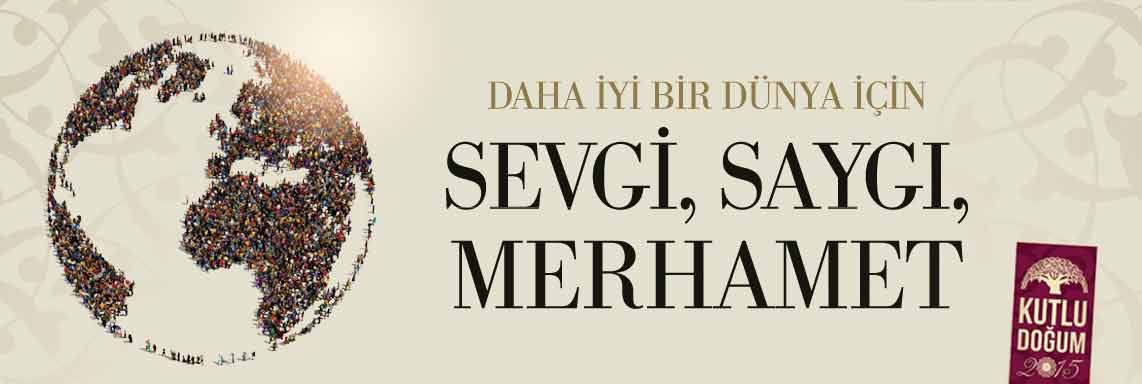 DAHA İYİ BİR DÜNYA İÇİN
SEVGİ, SAYGI,
MERHAMET
KUTLU
DOĞUM
2015